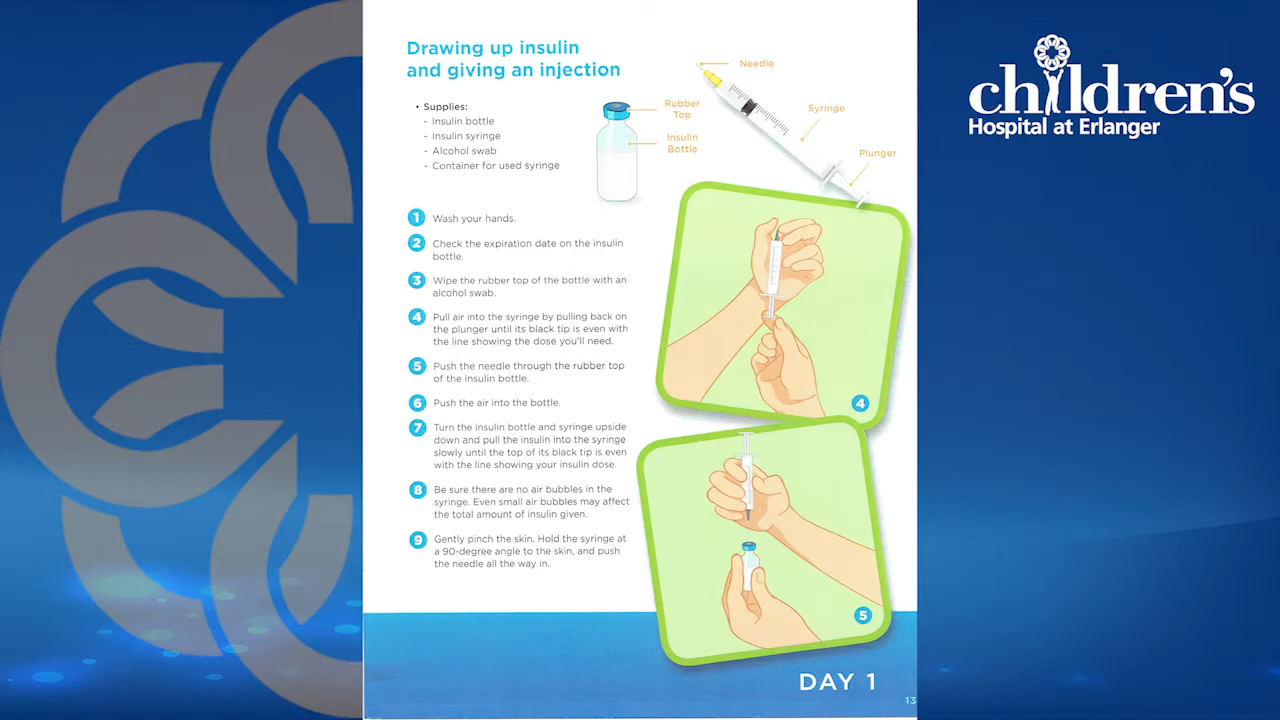 Drawing up insulin
and giving an injection
• Supplies:
- Insulin bottle
- Insulin syringe
- Alcohol swab
- Container for used syringe
Needle
Rubber
Top
Syringe
Insulin
Bottle
Plunger
1 Wash your hands.
2 Check the expiration date on the insulin
bottle.
3 Wipe the rubber top of the bottle with an
alcohol swab.
4 Pull air into the syringe by pulling back on
the plunger until its black tip is even with
the line showing the dose you'll need.
5 Push the needle through the rubber top
of the insulin bottle.
6 Push the air into the bottle.
7 Turn the insulin bottle and syringe upside
down and pull the insulin into the syringe
slowly until the top of its black tip is even
with the line showing your insulin dose.
8 Be sure there are no air bubbles in the
syringe. Even small air bubbles may affect
the total amount of insulin given.
9 Gently pinch the skin. Hold the syringe at
a 90-degree angle to the skin, and push
the needle all the way in.
4
5
DAY 1
13
children's
Hospital at Erlanger